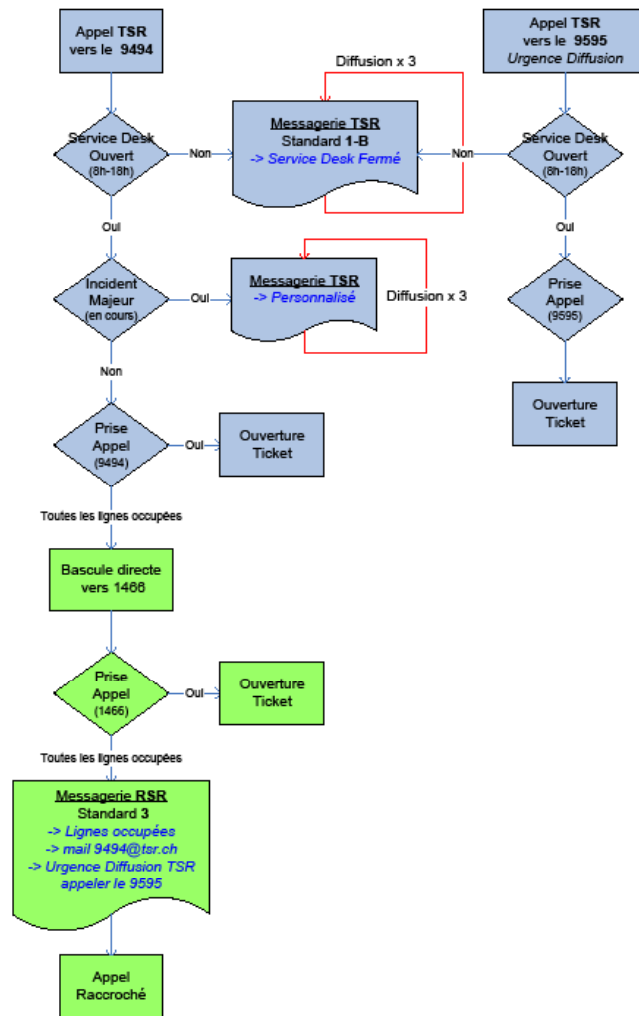 Appel TSR
vers le 9494
Diffusion x 3
Appel TSR
vers le 9595
Urgence Diffusion
Service Desk
Ouvert
(8h-18h)
Non
Messagerie TSR
Standard 1-B
-> Service Desk Fermé
Non
Service Desk
Ouvert
(8h-18h)
Oui
Oui
Incident
Majeur
(en cours)
Oui
Messagerie TSR
-> Personnalisé
Diffusion x 3
Prise
Appel
(9595)
Non
Prise
Appel
(9494)
Oui
Ouverture
Ticket
Ouverture
Ticket
Toutes les lignes occupées
Bascule directe
vers 1466
Prise
Appel
(1466)
Oui
Ouverture
Ticket
Toutes les lignes occupées
Messagerie RSR
Standard 3
-> Lignes occupées
-> mail 9494@tsr.ch
-> Urgence Diffusion TSR
appeler le 9595
Appel
Raccroché